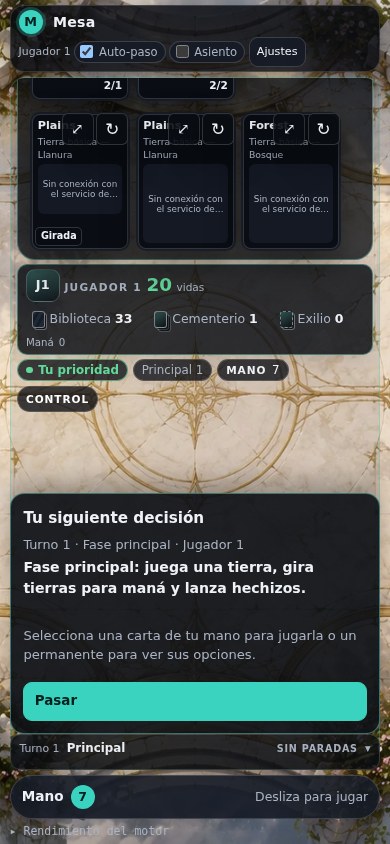 M Mesa
Jugador 1 Auto-paso Asiento Ajustes
2/1 2/2
Plains Plains Forest
Tierra Tierra Tierra
Llanura Llanura Bosque
Sin conexión con el servicio de... Sin conexión con el servicio de... Sin conexión con el servicio de...
Girada
J1 JUGADOR 1 20 vidas
Biblioteca 33 Cementerio 1 Exilio 0
Maná 0
Tu prioridad Principal 1 MANO 7
CONTROL
Tu siguiente decisión
Turno 1 · Fase principal · Jugador 1
Fase principal: juega una tierra, gira
tierras para maná y lanza hechizos.
Selecciona una carta de tu mano para jugarla o un
permanente para ver sus opciones.
Pasar
Turno 1 Principal SIN PARADAS ▾
Mano 7 Desliza para jugar
▸ Rendimiento del motor